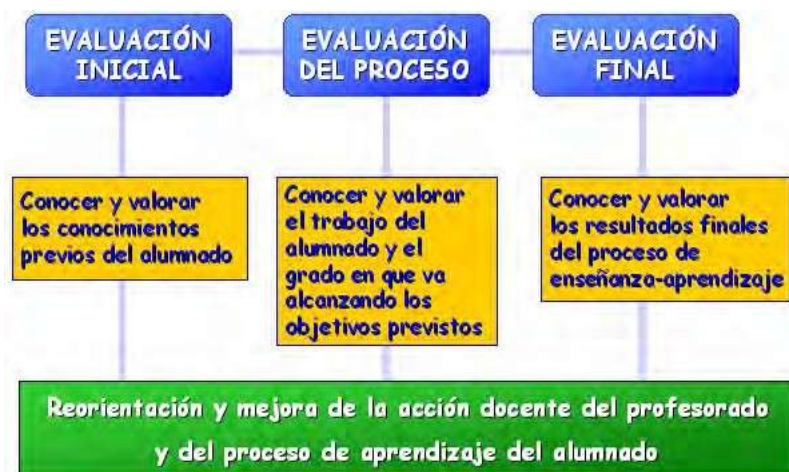 EVALUACIÓN
INICIAL
EVALUACIÓN
DEL PROCESO
EVALUACIÓN
FINAL
Conocer y valorar
los conocimientos
previos del alumnado
Conocer y valorar
el trabajo del
alumnado y el
grado en que va
alcanzando los
objetivos previstos
Conocer y valorar
los resultados finales
del proceso de
enseñanza-aprendizaje
Reorientación y mejora de la acción docente del profesorado
y del proceso de aprendizaje del alumnado